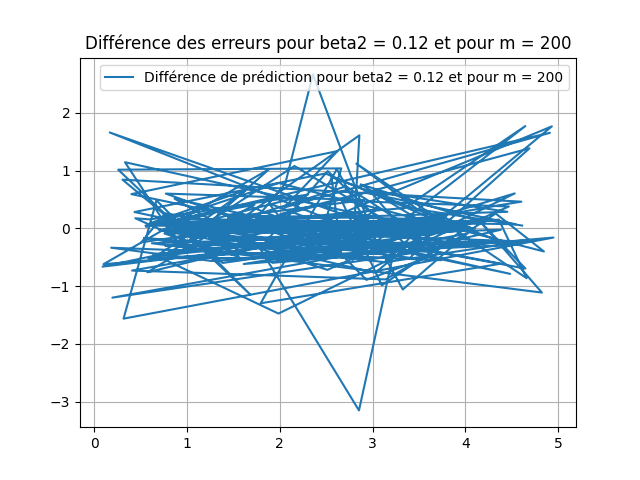 Différence des erreurs pour beta2 = 0.12 et pour m = 200
Différence de prédiction pour beta2 = 0.12 et pour m = 200
2
1
0
−1
−2
−3
0 1 2 3 4 5